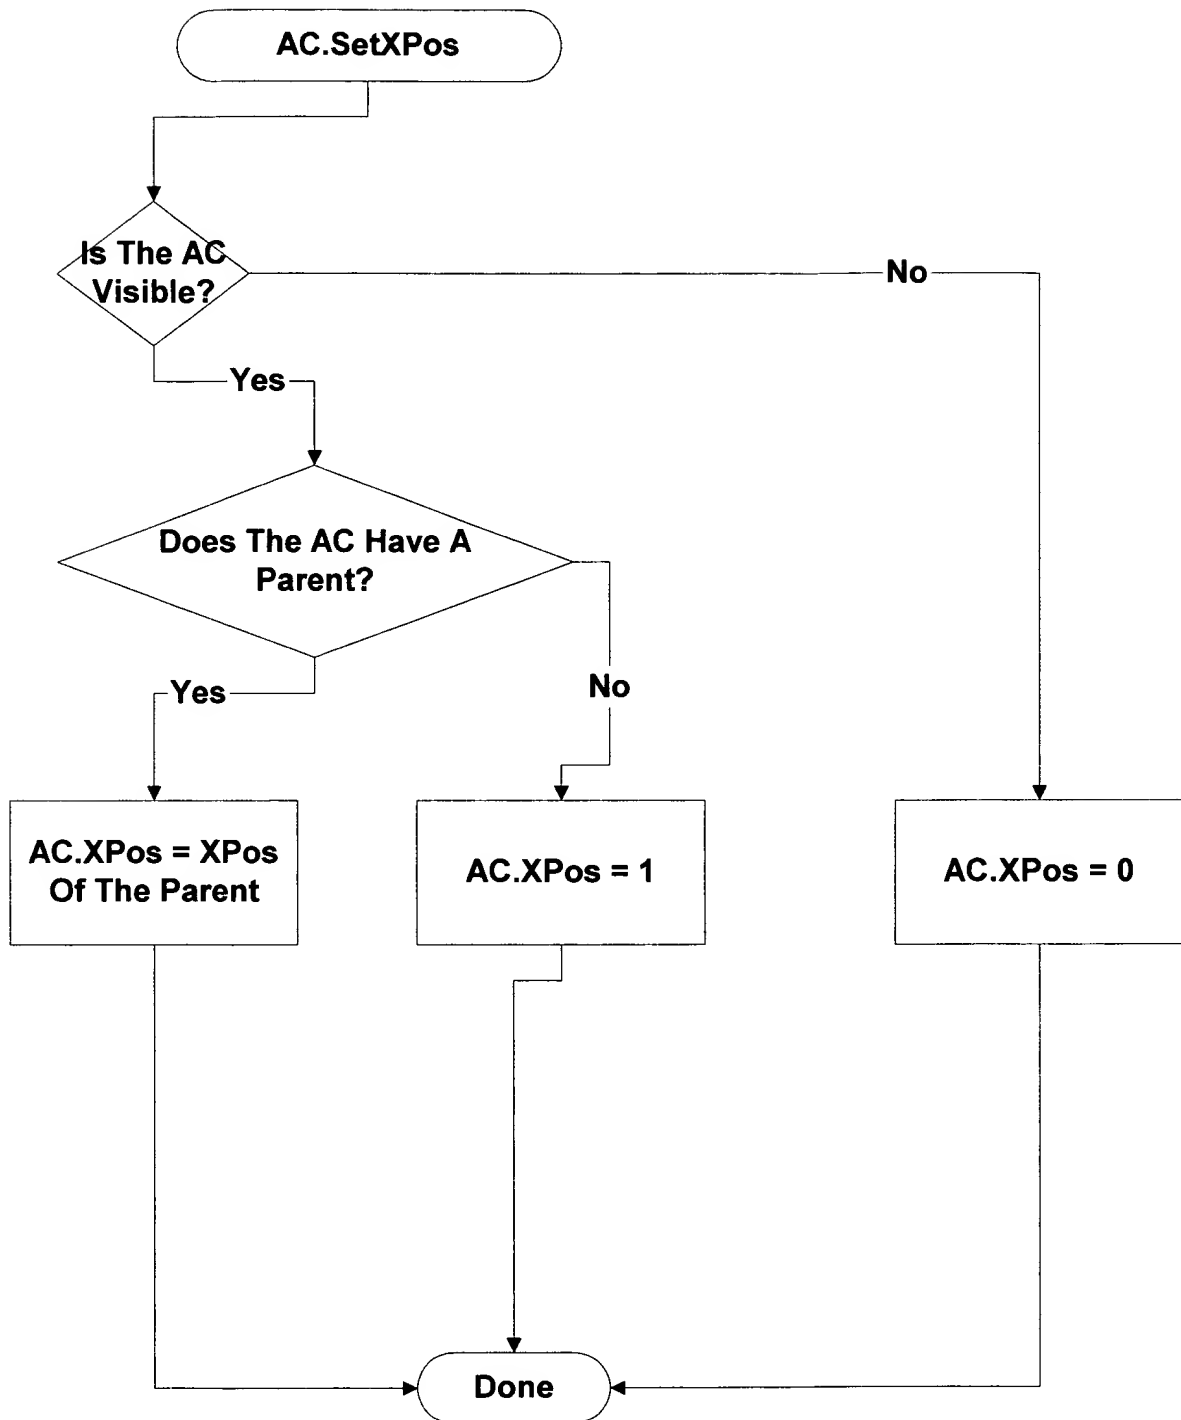 AC.SetXPos
Is The AC
Visible?
No
Yes
Does The AC Have A
Parent?
Yes
No
AC.XPos = XPos
Of The Parent
AC.XPos = 1
AC.XPos = 0
Done